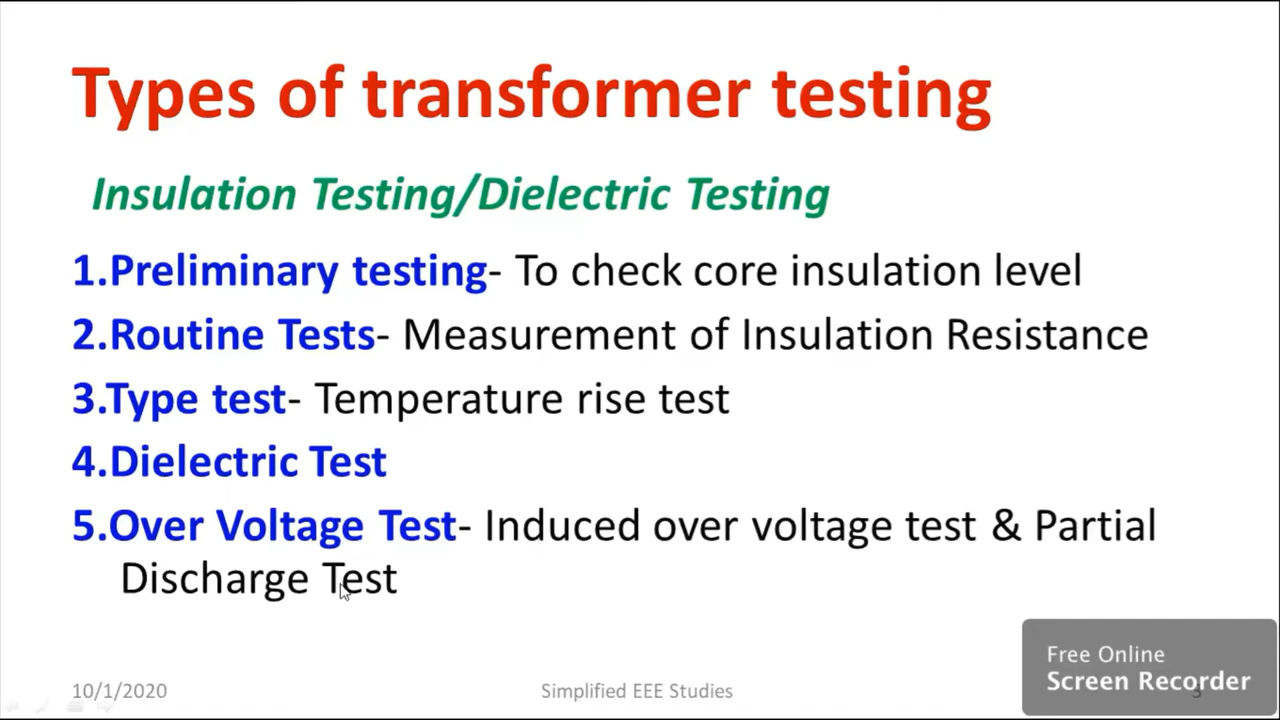 Types of transformer testing
Insulation Testing/Dielectric Testing
1.Preliminary testing- To check core insulation level
2.Routine Tests- Measurement of Insulation Resistance
3.Type test- Temperature rise test
4.Dielectric Test
5.Over Voltage Test- Induced over voltage test & Partial
Discharge Test
10/1/2020
Simplified EEE Studies
3
Free Online
Screen Recorder